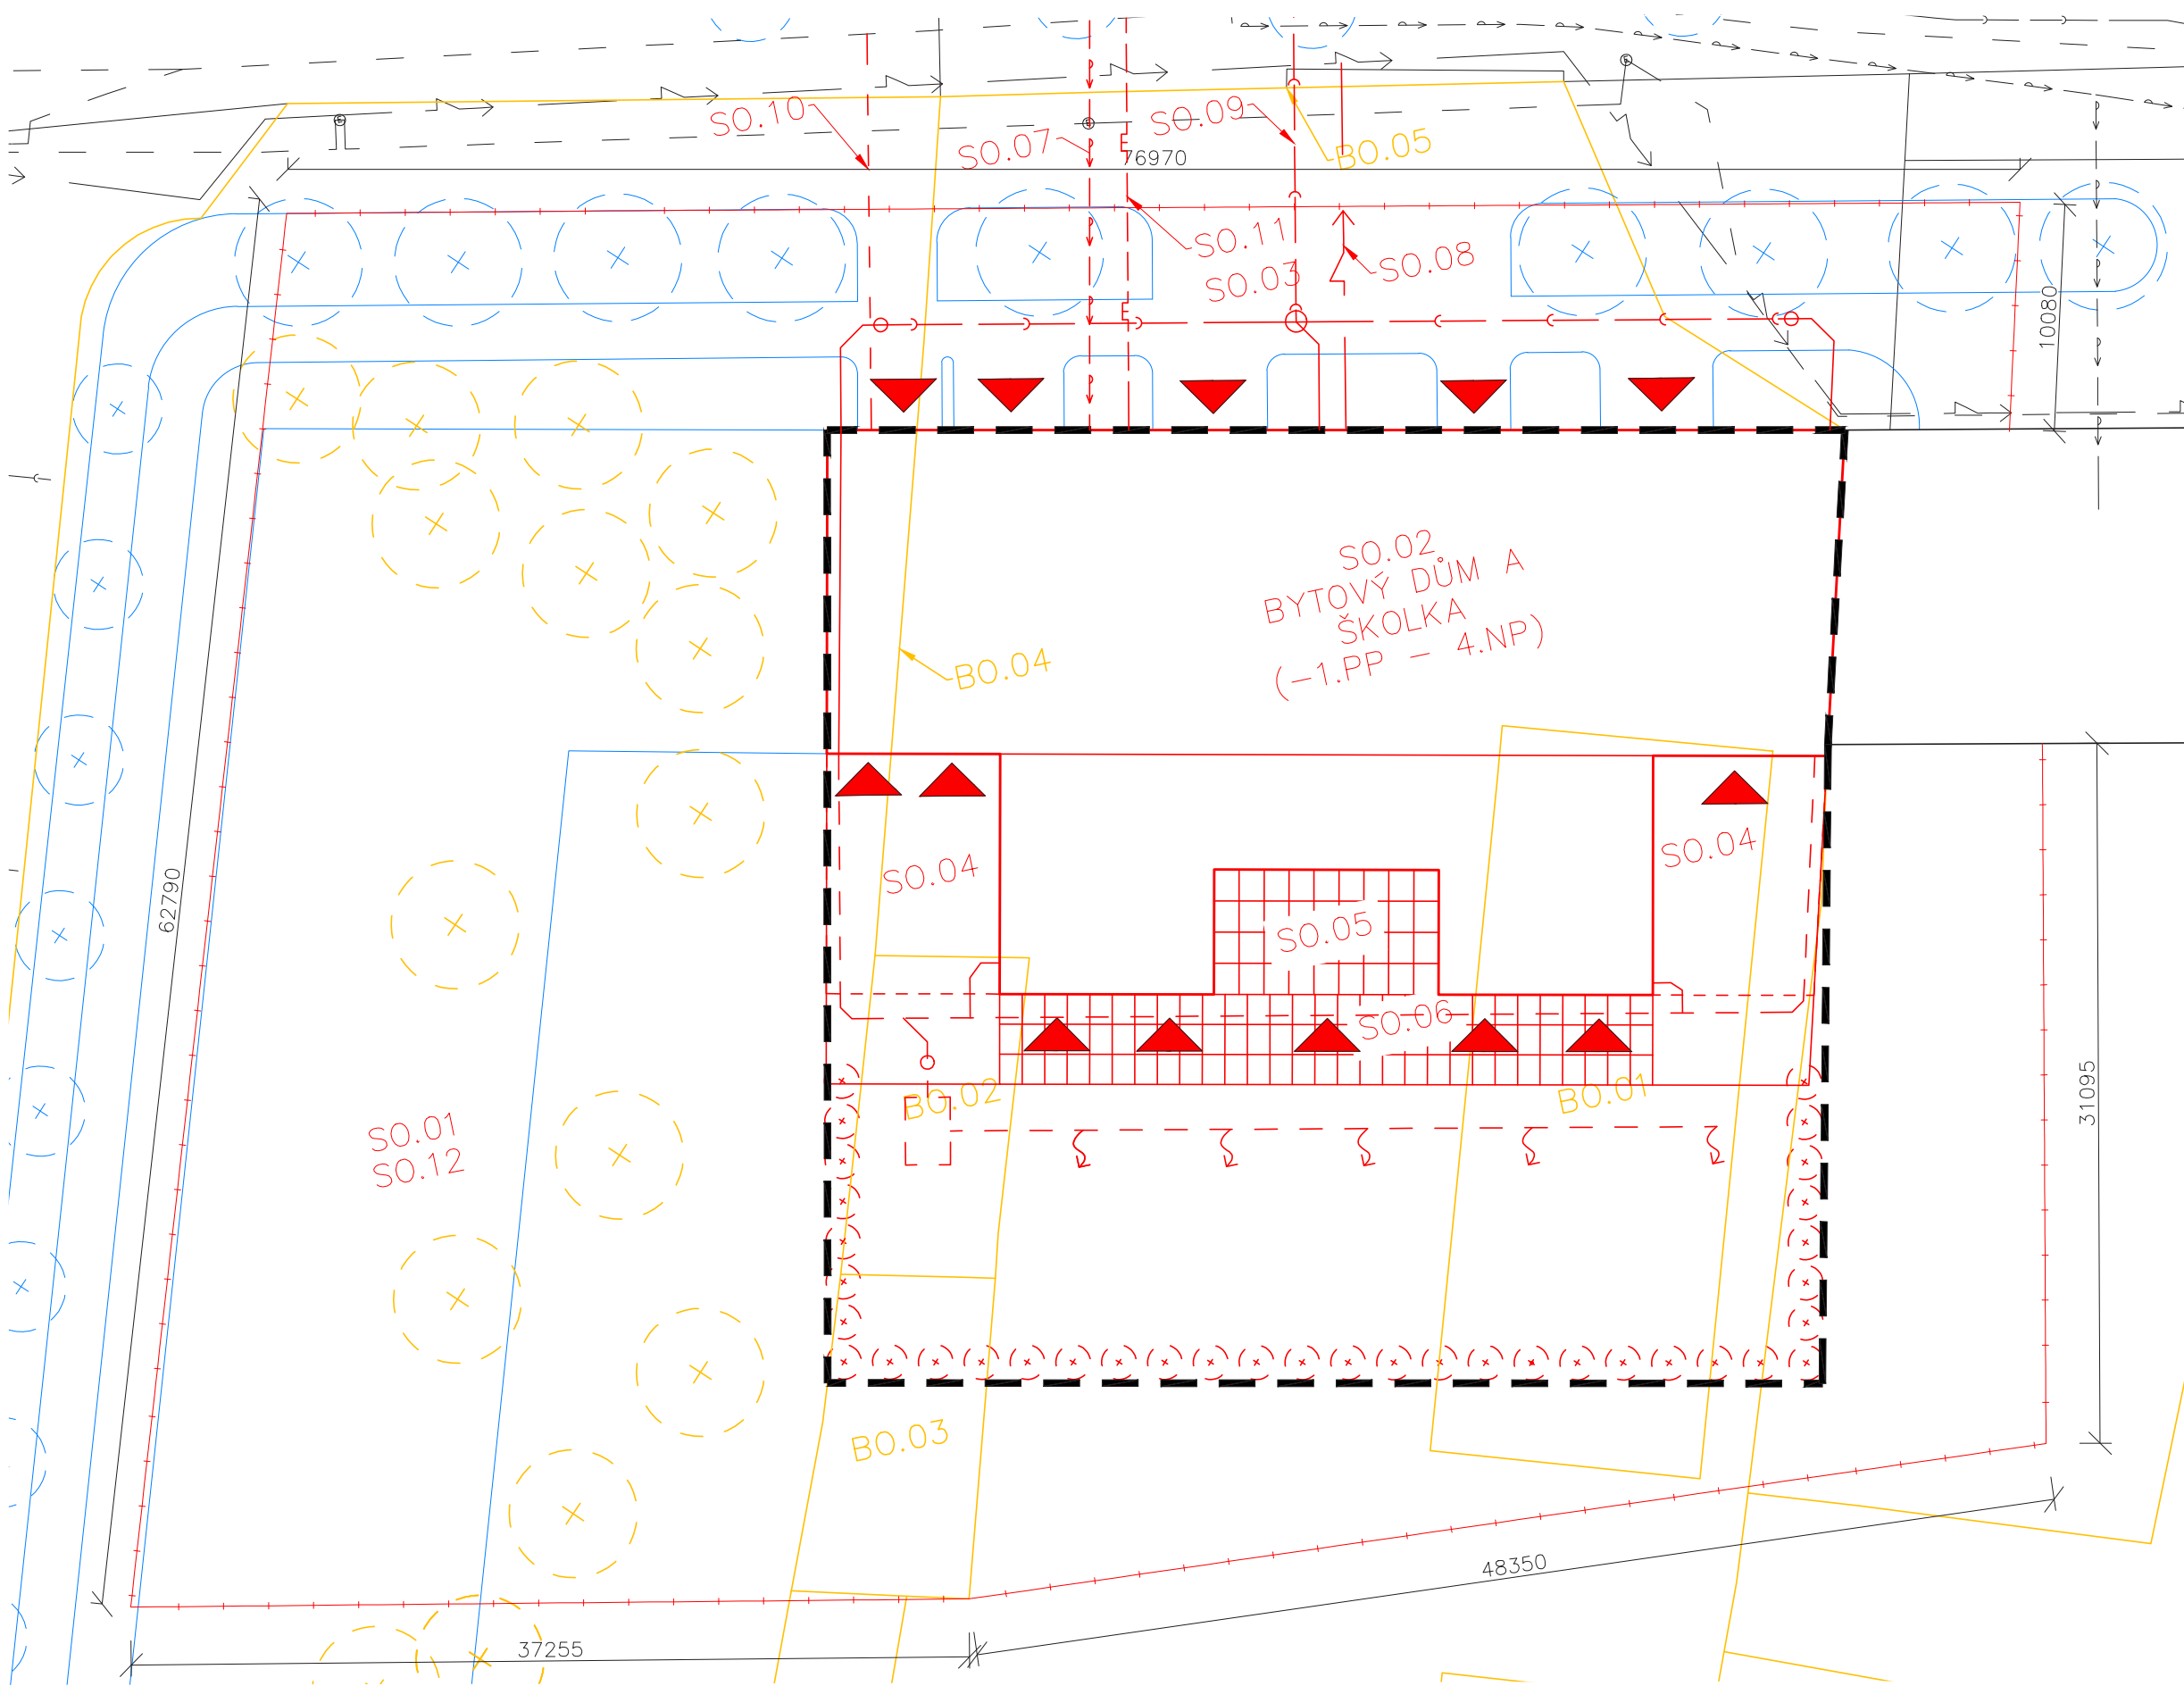 SO.10
SO.07
SO.09
BO.05
76970
SO.11
SO.03
SO.08
10080
SO.02
BYTOVÝ DŮM A
ŠKOLKA
(-1.PP - 4.NP)
BO.04
SO.04
SO.04
62790
SO.05
SO.06
BO.02
BO.01
31095
SO.01
SO.12
BO.03
48350
37255